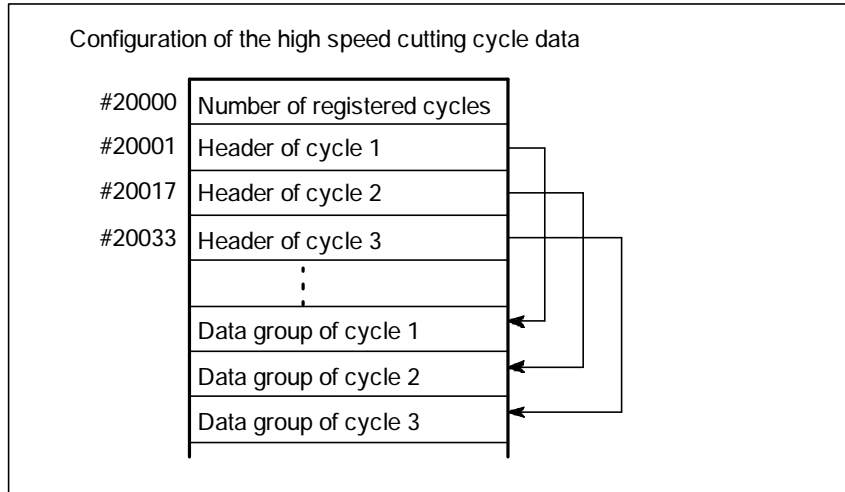 Configuration of the high speed cutting cycle data
#20000 Number of registered cycles
#20001 Header of cycle 1
#20017 Header of cycle 2
#20033 Header of cycle 3
Data group of cycle 1
Data group of cycle 2
Data group of cycle 3